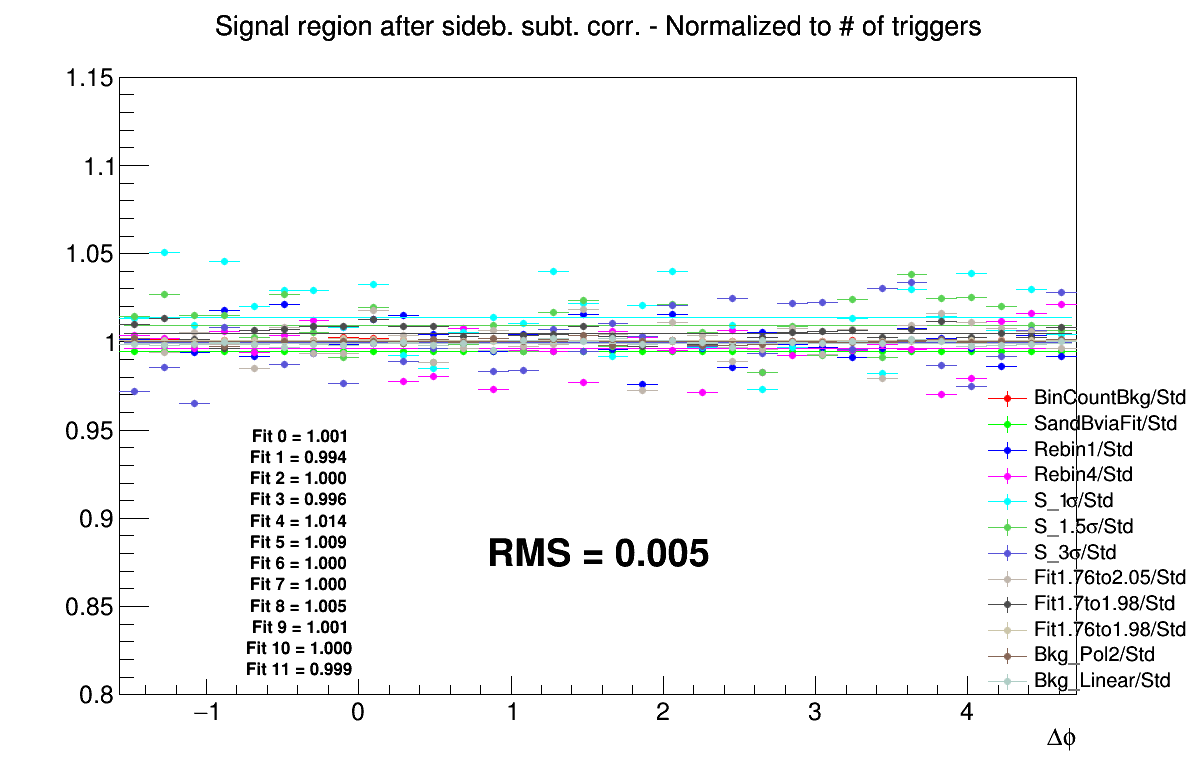 Signal region after sideb. subt. corr. - Normalized to # of triggers
1.15
1.1
1.05
1
0.95
0.9
0.85
0.8
Fit 0 = 1.001
Fit 1 = 0.994
Fit 2 = 1.000
Fit 3 = 0.996
Fit 4 = 1.014
Fit 5 = 1.009
Fit 6 = 1.000
Fit 7 = 1.000
Fit 8 = 1.005
Fit 9 = 1.001
Fit 10 = 1.000
Fit 11 = 0.999
RMS = 0.005
BinCountBkg/Std
SandBviaFit/Std
Rebin1/Std
Rebin4/Std
S_1σ/Std
S_1.5σ/Std
S_3σ/Std
Fit1.76to2.05/Std
Fit1.7to1.98/Std
Fit1.76to1.98/Std
Bkg_Pol2/Std
Bkg_Linear/Std
−1 0 1 2 3 4
Δϕ